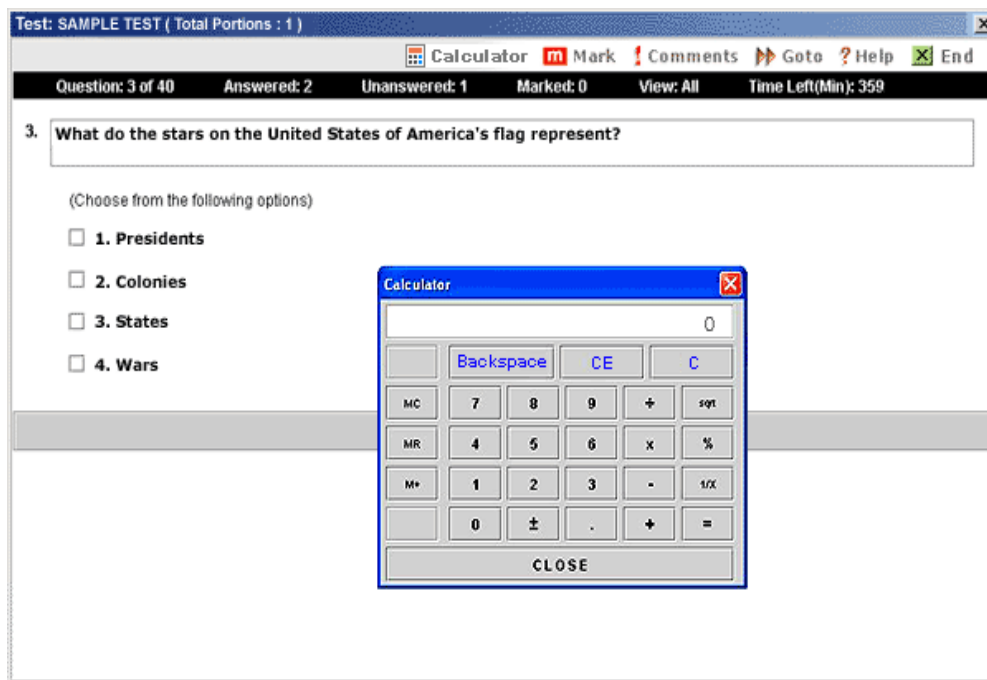 Test: SAMPLE TEST ( Total Portions : 1 )
Calculator Mark Comments Goto ? Help End
Question: 3 of 40 Answered: 2 Unanswered: 1 Marked: 0 View: All Time Left(Min): 359
3. What do the stars on the United States of America's flag represent?
(Choose from the following options)
1. Presidents
2. Colonies
3. States
4. Wars
Calculator
0
Backspace CE C
MC 7 8 9 ÷ sqrt
MR 4 5 6 x %
M+ 1 2 3 - 1/X
0 ± . + =
CLOSE